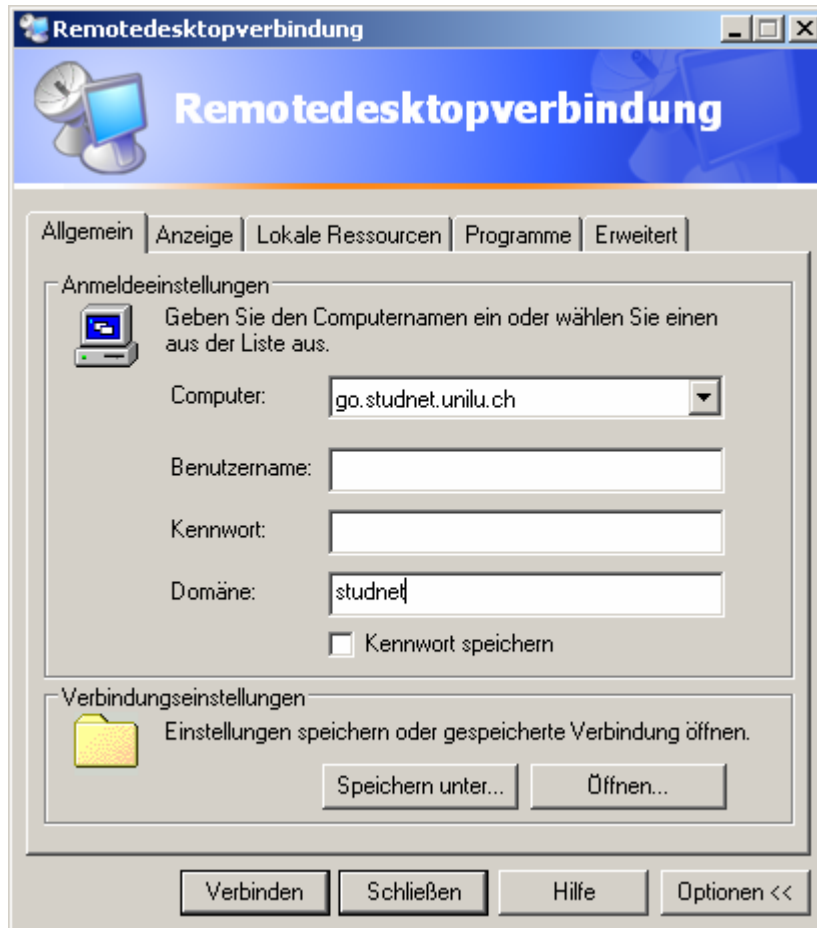 Remotedesktopverbindung
Remotedesktopverbindung
Allgemein Anzeige Lokale Ressourcen Programme Erweitert
Anmeldeeinstellungen
Geben Sie den Computernamen ein oder wählen Sie einen
aus der Liste aus.
Computer: go.studnet.unilu.ch
Benutzername:
Kennwort:
Domäne: studnet
Kennwort speichern
Verbindungseinstellungen
Einstellungen speichern oder gespeicherte Verbindung öffnen.
Speichern unter... Öffnen...
Verbinden Schließen Hilfe Optionen <<